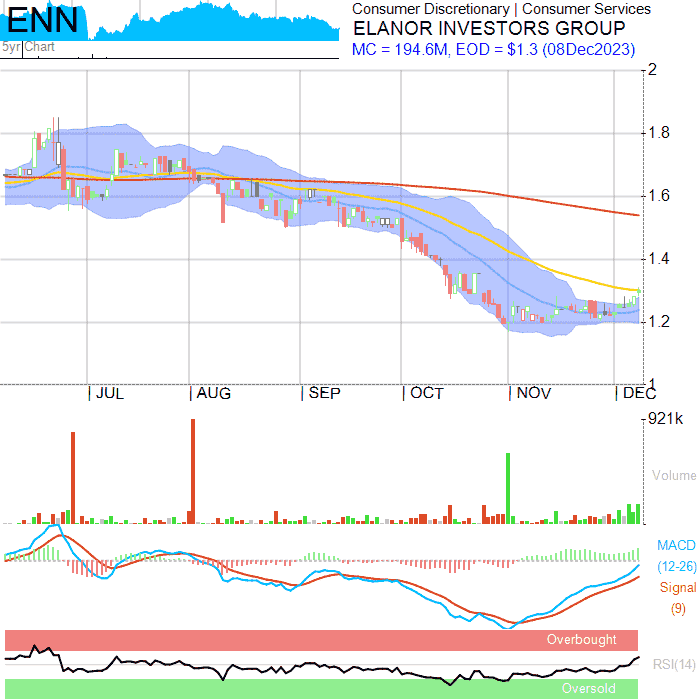 ENN
5yr Chart
Consumer Discretionary | Consumer Services
ELANOR INVESTORS GROUP
MC = 194.6M, EOD = $1.3 (08Dec2023)
2
1.8
1.6
1.4
1.2
1
| JUL | AUG | SEP | OCT | NOV | DEC
921k
Volume
MACD
(12-26)
Signal
(9)
Overbought
RSI(14)
Oversold